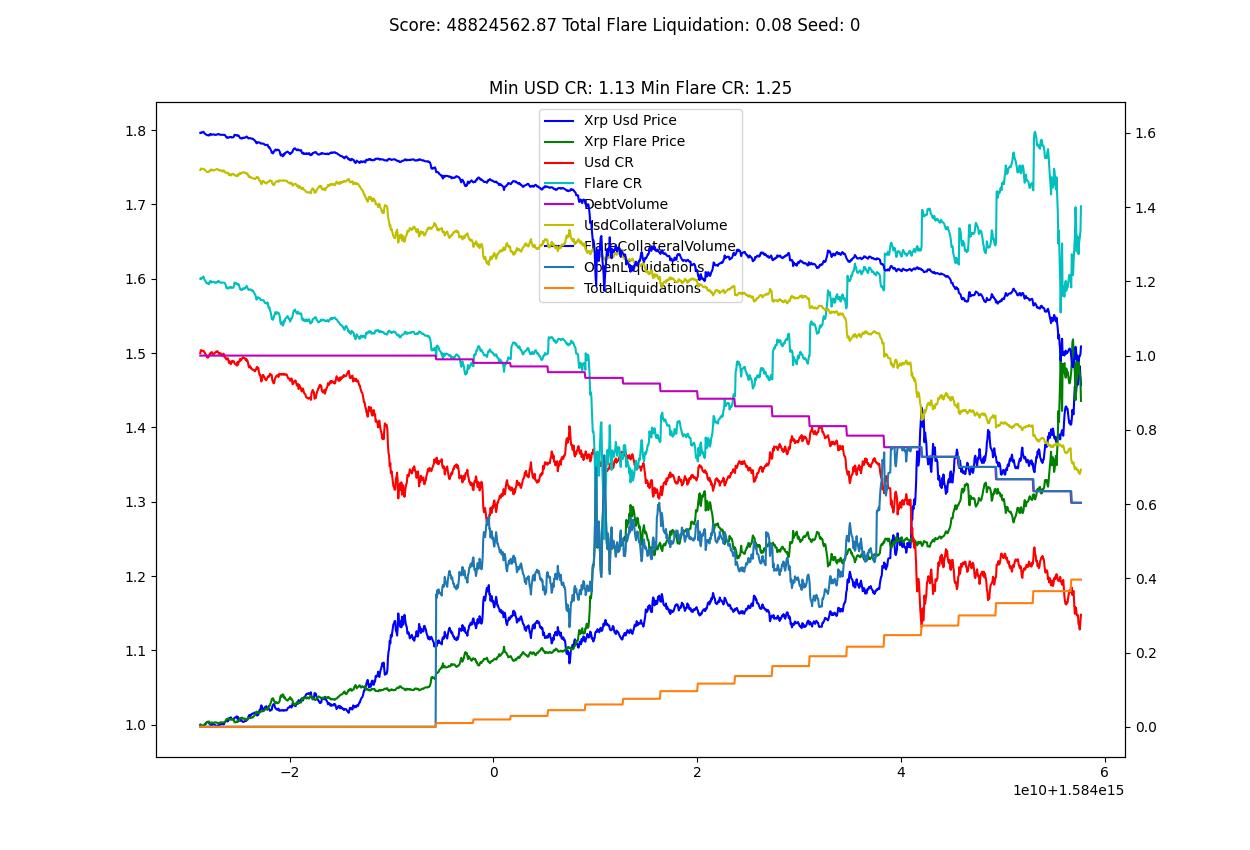 Score: 48824562.87 Total Flare Liquidation: 0.08 Seed: 0
Min USD CR: 1.13 Min Flare CR: 1.25
Xrp Usd Price
Xrp Flare Price
Usd CR
Flare CR
DebtVolume
UsdCollateralVolume
FlareCollateralVolume
OpenLiquidations
TotalLiquidations
1.8
1.7
1.6
1.5
1.4
1.3
1.2
1.1
1.0
1.6
1.4
1.2
1.0
0.8
0.6
0.4
0.2
0.0
−2
0
2
4
6
1e10+1.584e15